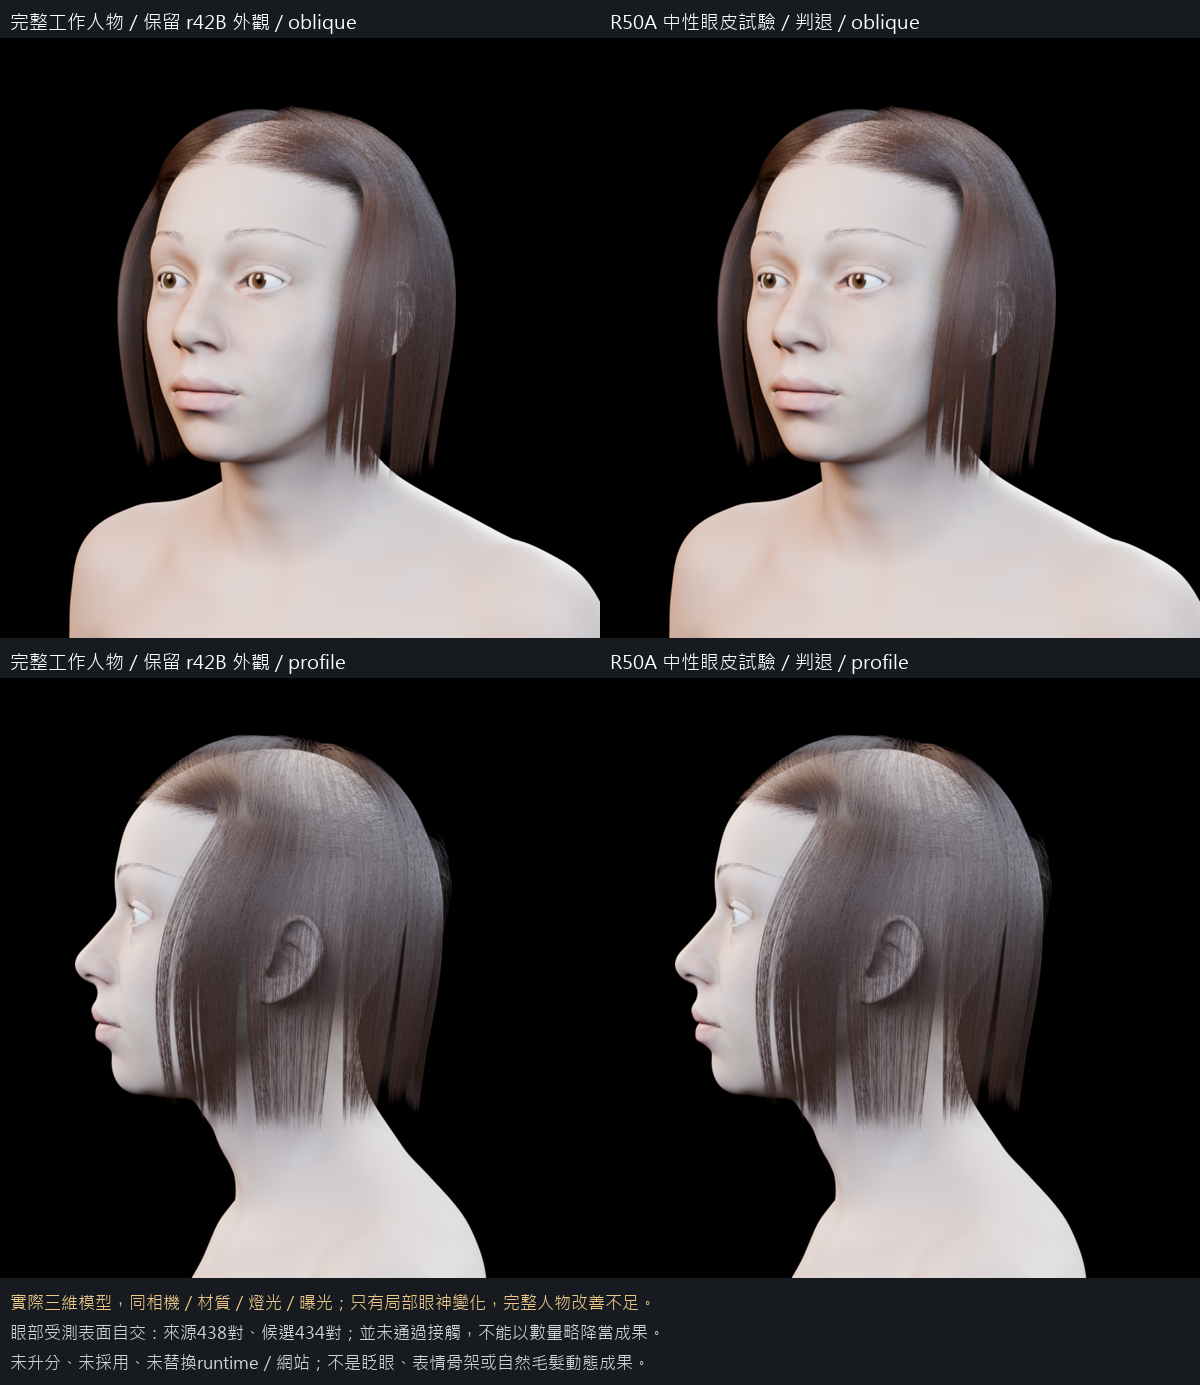 完整工作人物 / 保留 r42B 外觀 / oblique
R50A 中性眼皮試驗 / 判退 / oblique
完整工作人物 / 保留 r42B 外觀 / profile
R50A 中性眼皮試驗 / 判退 / profile
實際三維模型，同相機 / 材質 / 燈光 / 曝光；只有局部眼神變化，完整人物改善不足。
眼部受測表面自交：來源438對、候選434對；並未通過接觸，不能以數量略降當成果。
未升分、未採用、未替換runtime / 網站；不是眨眼、表情骨架或自然毛髮動態成果。